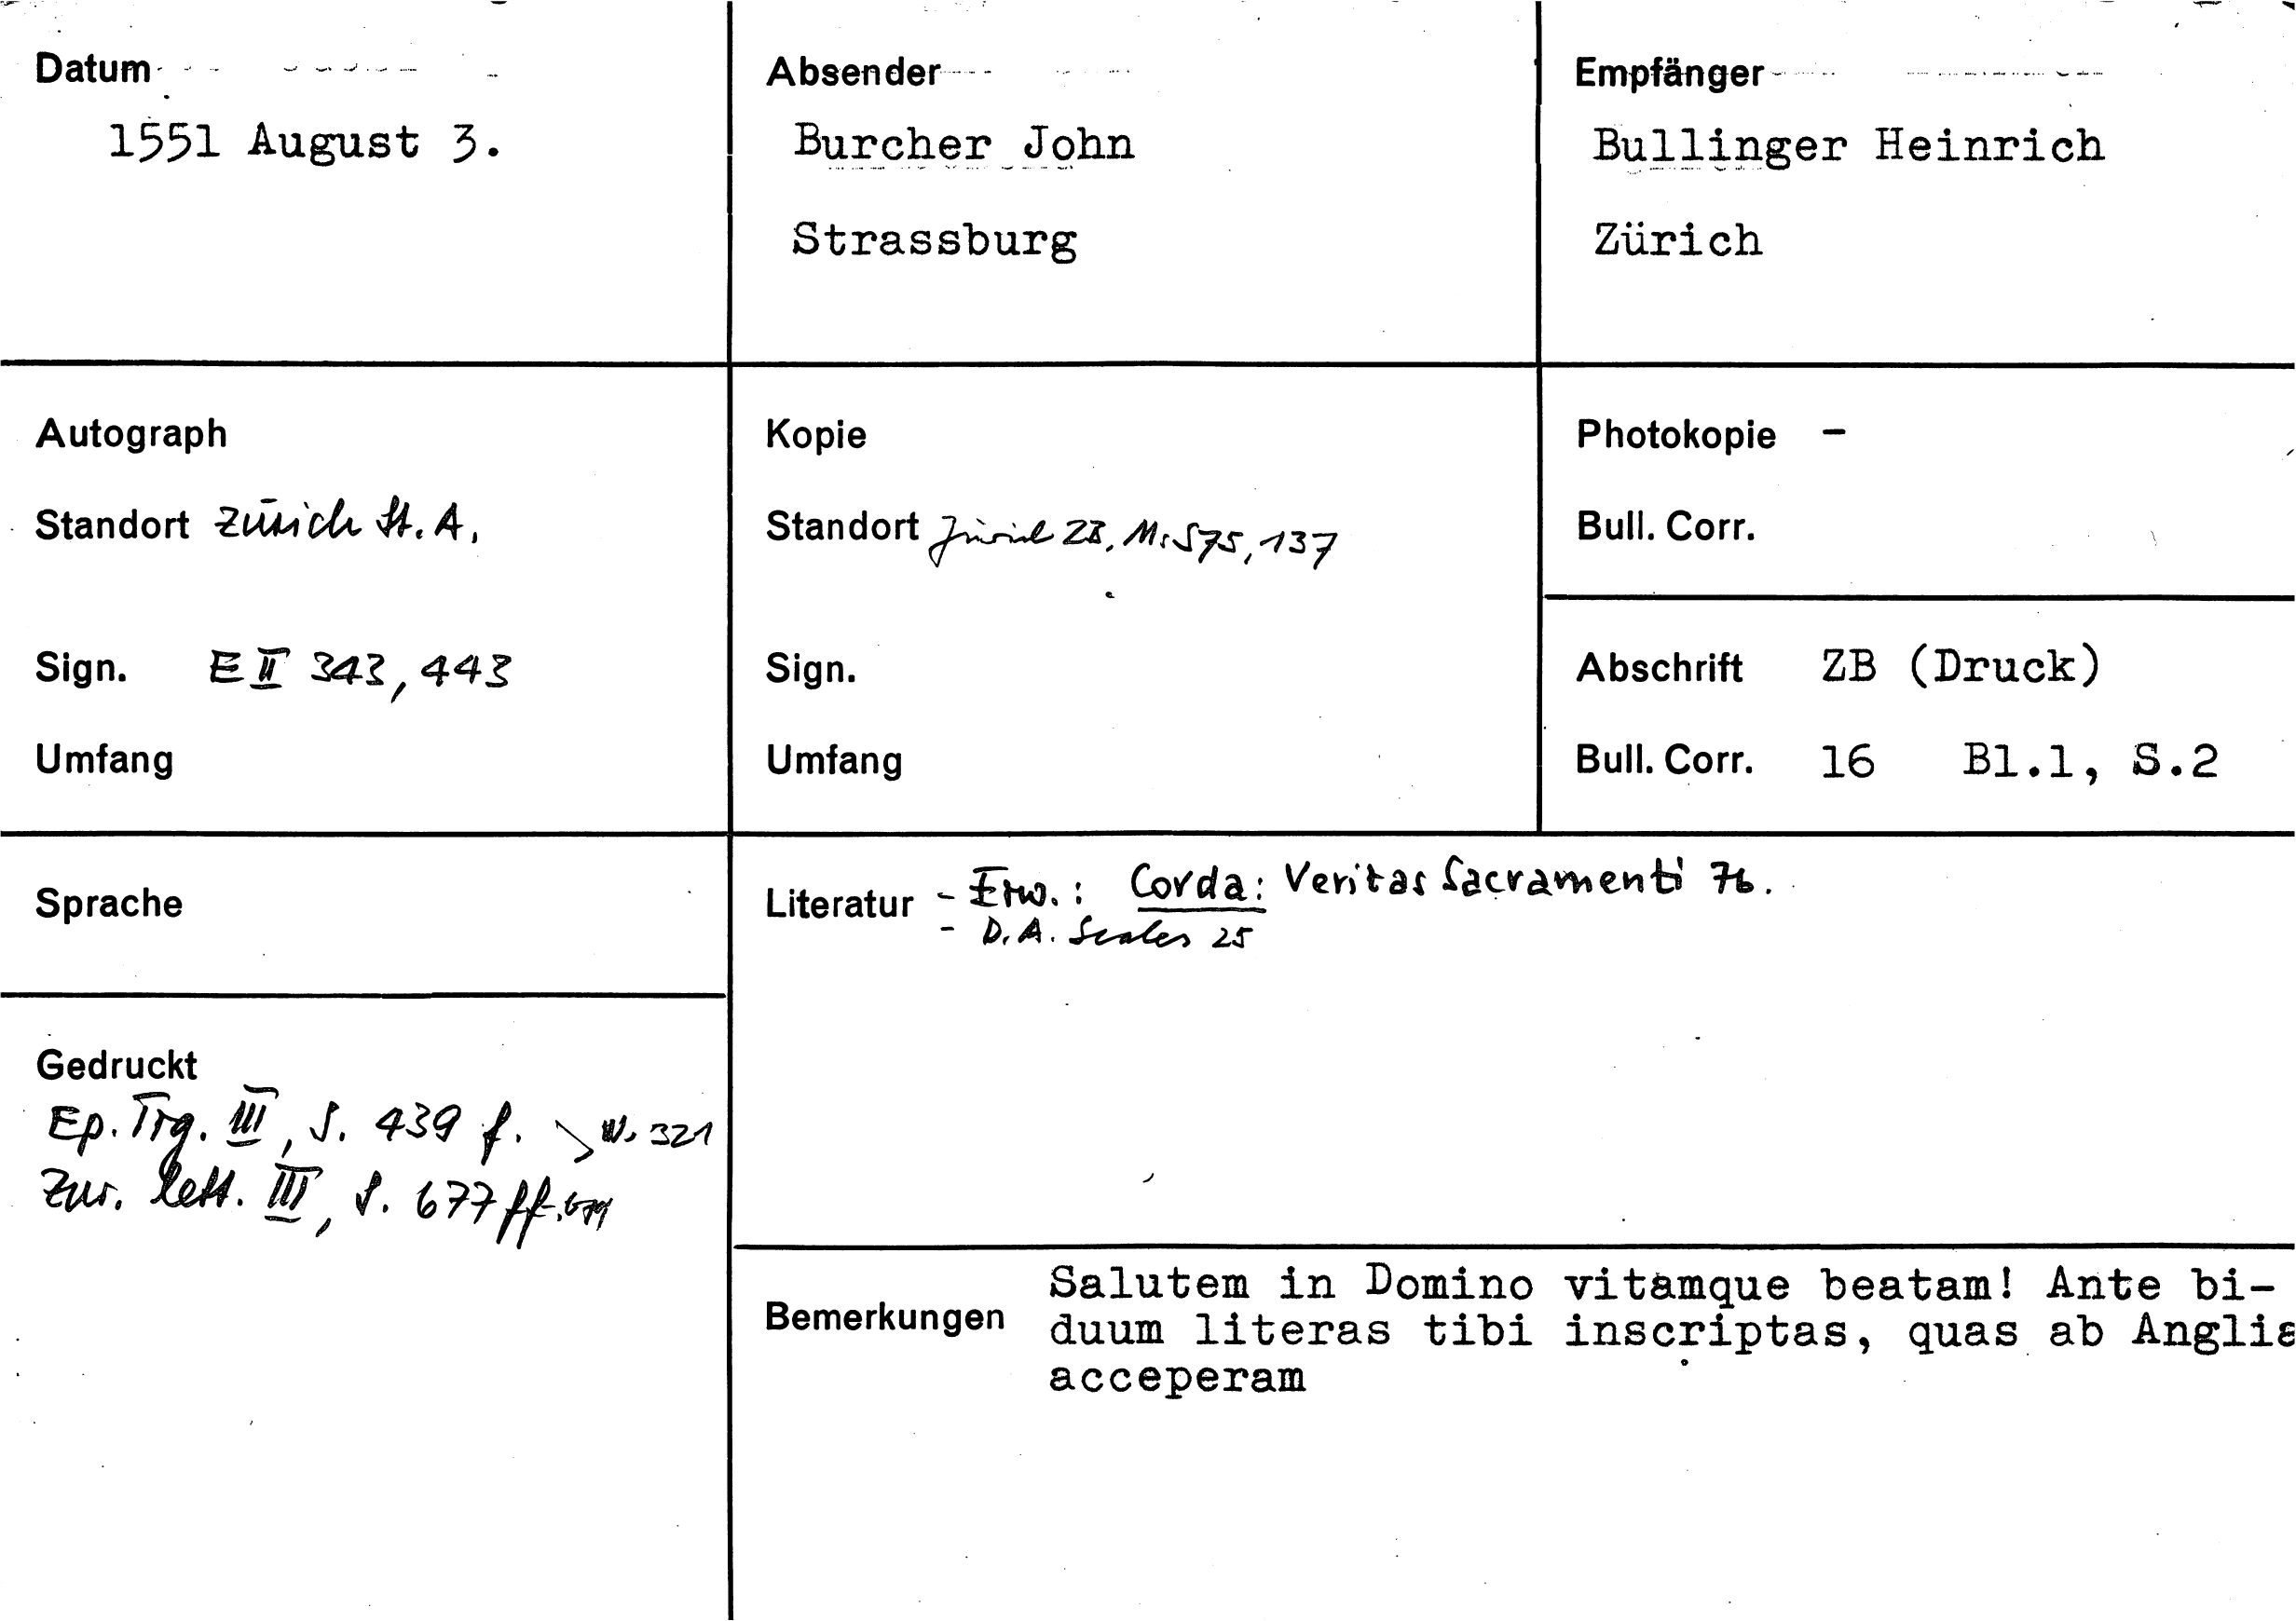 Datum
1551 August 3.
Absender
Burcher John
Strassburg
Empfänger
Bullinger Heinrich
Zürich
Autograph
Standort Zürich St. A.
Sign. E II 343, 443
Umfang
Kopie
Standort Zürich ZB, Ms S 75, 137
Sign.
Umfang
Photokopie -
Bull. Corr.
Abschrift ZB (Druck)
Bull. Corr. 16 Bl.1, S.2
Sprache
Literatur - Erw.: Corda: Veritas Sacramenti 76.
- D. A. Scales 25
Gedruckt
Ep. Trg. III, S. 439 f. N. 321
Zur. Lett. III, S. 677 ff.
Bemerkungen
Salutem in Domino vitamque beatam! Ante bi-
duum literas tibi inscriptas, quas ab Anglia
acceperam